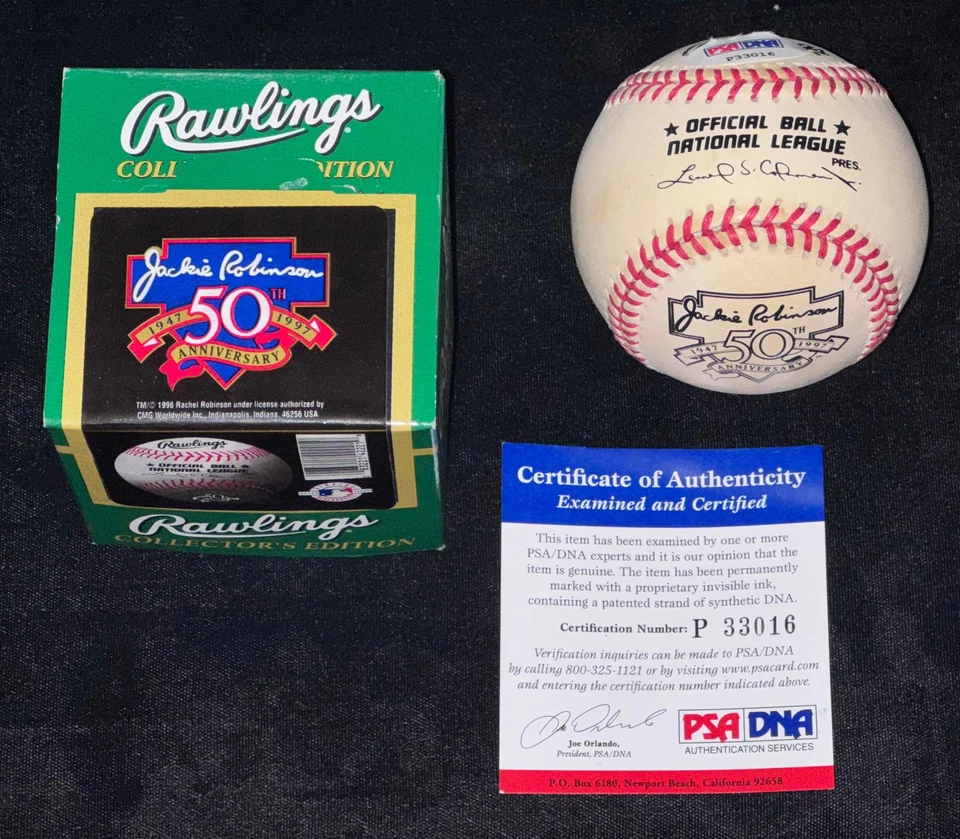 Rawlings
COLL ITION
Jackie Robinson
50TH
1947 1997
ANNIVERSARY
TM/© 1996 Rachel Robinson under license authorized by
CMG Worldwide Inc., Indianapolis, Indiana, 46256 USA
Rawlings
★ OFFICIAL BALL ★
NATIONAL LEAGUE
50
Rawlings
COLLECTOR'S EDITION
PSA DNA
P33016
★ OFFICIAL BALL ★
NATIONAL LEAGUE
PRES.
Leonard S. Coleman Jr.
Jackie Robinson
50TH
1947 1997
ANNIVERSARY
Certificate of Authenticity
Examined and Certified
This item has been examined by one or more
PSA/DNA experts and it is our opinion that the
item is genuine. The item has been permanently
marked with a proprietary invisible ink,
containing a patented strand of synthetic DNA.
Certification Number: P 33016
Verification inquiries can be made to PSA/DNA
by calling 800-325-1121 or by visiting www.psacard.com
and entering the certification number indicated above.
Joe Orlando,
President, PSA/DNA
PSA DNA
AUTHENTICATION SERVICES
P.O. Box 6180, Newport Beach, California 92658